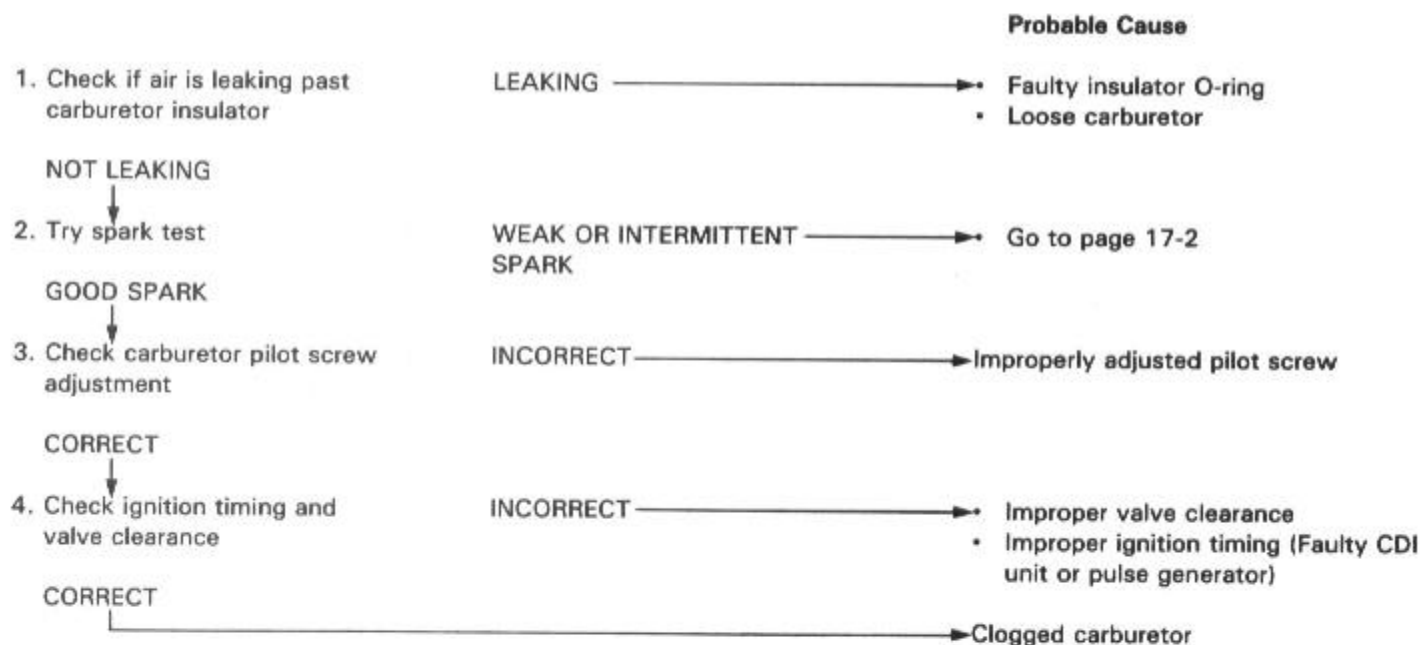 Probable Cause
1. Check if air is leaking past
carburetor insulator
LEAKING
• Faulty insulator O-ring
• Loose carburetor
NOT LEAKING
2. Try spark test
WEAK OR INTERMITTENT
SPARK
• Go to page 17-2
GOOD SPARK
3. Check carburetor pilot screw
adjustment
INCORRECT
Improperly adjusted pilot screw
CORRECT
4. Check ignition timing and
valve clearance
INCORRECT
• Improper valve clearance
• Improper ignition timing (Faulty CDI
unit or pulse generator)
CORRECT
Clogged carburetor